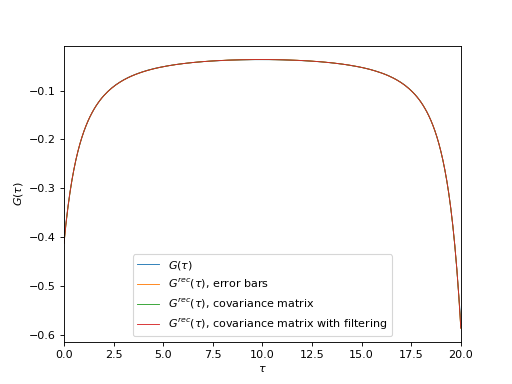 −0.1
−0.2
−0.3
−0.4
−0.5
−0.6
G(τ)
0.0 2.5 5.0 7.5 10.0 12.5 15.0 17.5 20.0
τ
G(τ)
G^{rec}(τ), error bars
G^{rec}(τ), covariance matrix
G^{rec}(τ), covariance matrix with filtering